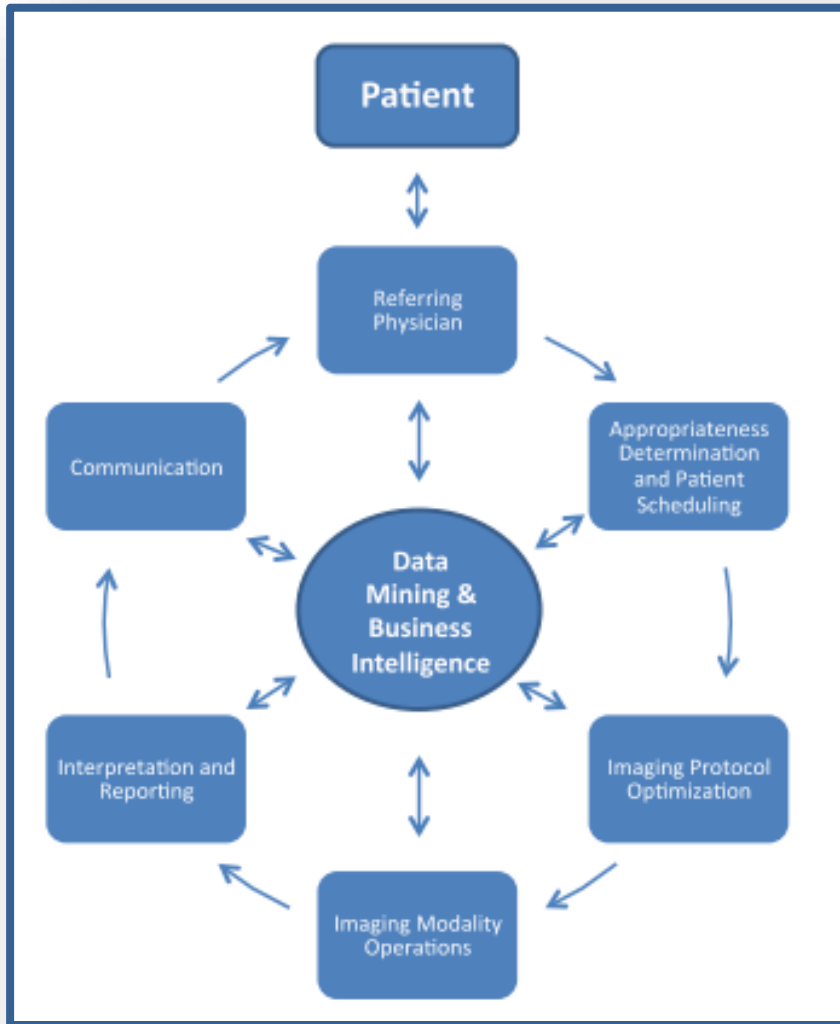 Patient
Referring
Physician
Communication
Appropriateness
Determination
and Patient
Scheduling
Data
Mining &
Business
Intelligence
Interpretation and
Reporting
Imaging Protocol
Optimization
Imaging Modality
Operations